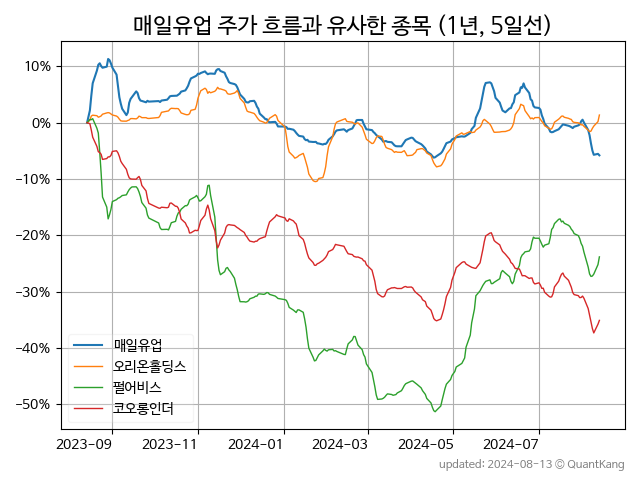 매일유업 주가 흐름과 유사한 종목 (1년, 5일선)
10%
0%
−10%
−20%
−30%
−40%
−50%
매일유업
오리온홀딩스
펄어비스
코오롱인더
2023-09 2023-11 2024-01 2024-03 2024-05 2024-07
updated: 2024-08-13 © QuantKang